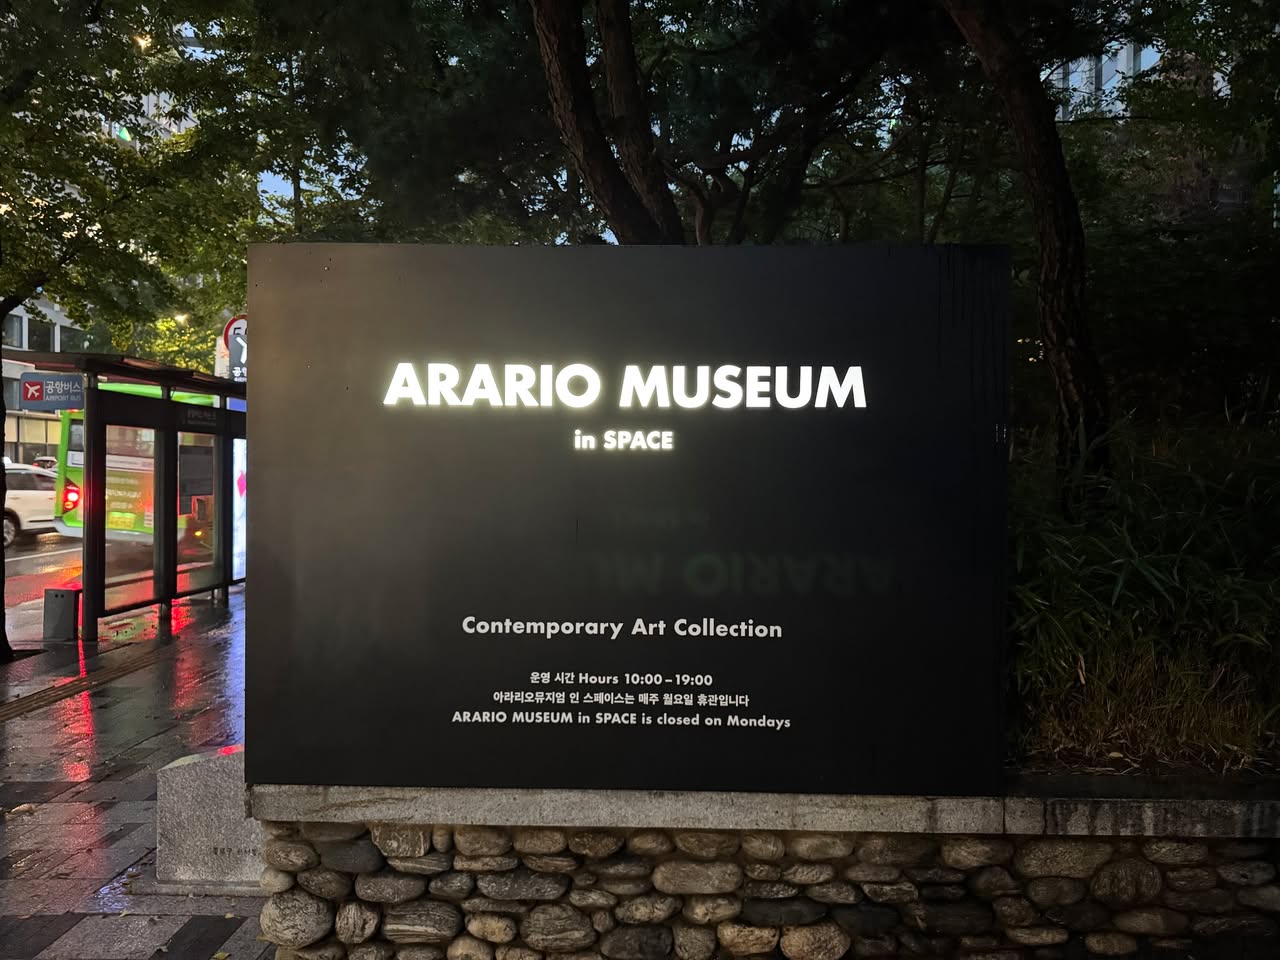 ARARIO MUSEUM
in SPACE
Contemporary Art Collection
운영 시간 Hours 10:00–19:00
아라리오뮤지엄 인 스페이스는 매주 월요일 휴관입니다
ARARIO MUSEUM in SPACE is closed on Mondays
공항버스
AIRPORT BUS